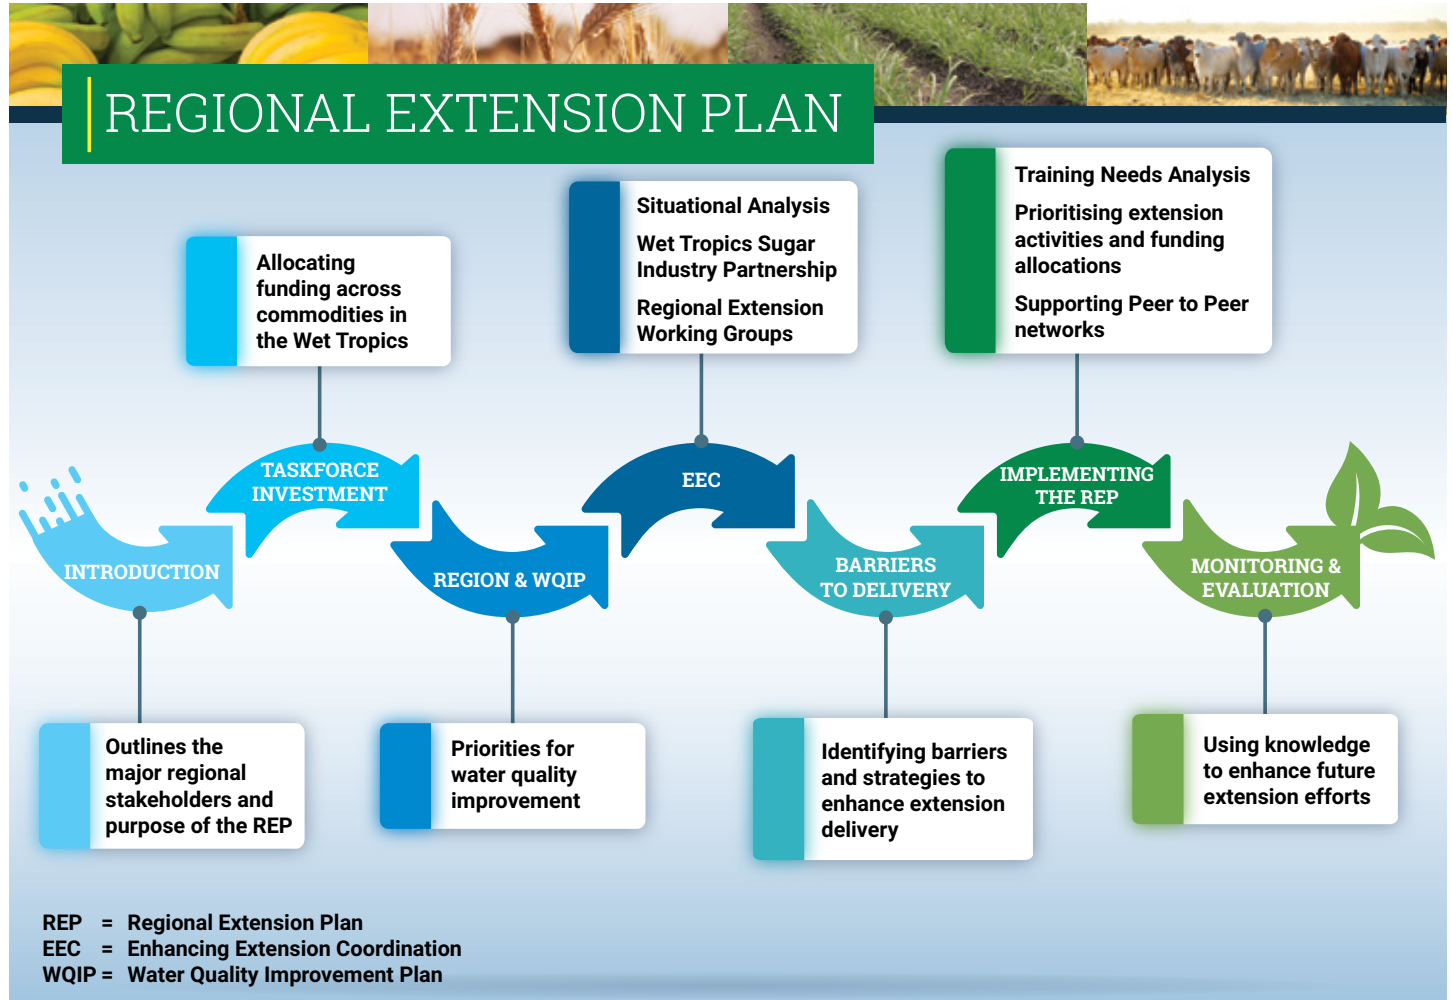 REGIONAL EXTENSION PLAN
Allocating
funding across
commodities in
the Wet Tropics
Situational Analysis
Wet Tropics Sugar
Industry Partnership
Regional Extension
Working Groups
Training Needs Analysis
Prioritising extension
activities and funding
allocations
Supporting Peer to Peer
networks
INTRODUCTION
TASKFORCE
INVESTMENT
REGION & WQIP
EEC
BARRIERS
TO DELIVERY
IMPLEMENTING
THE REP
MONITORING &
EVALUATION
Outlines the
major regional
stakeholders and
purpose of the REP
Priorities for
water quality
improvement
Identifying barriers
and strategies to
enhance extension
delivery
Using knowledge
to enhance future
extension efforts
REP = Regional Extension Plan
EEC = Enhancing Extension Coordination
WQIP = Water Quality Improvement Plan